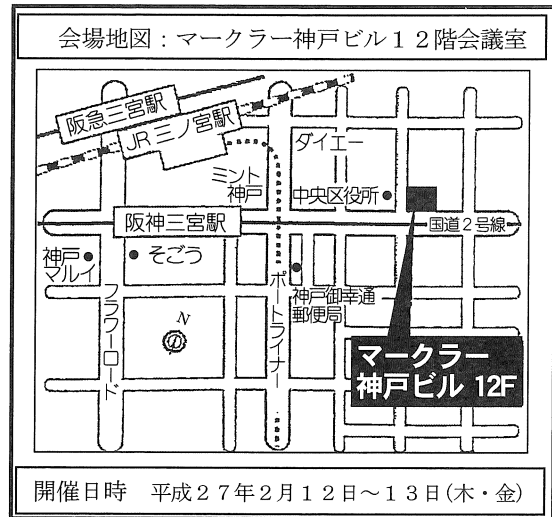 会場地図：マークラー神戸ビル１２階会議室
阪急三宮駅
JR三ノ宮駅
ダイエー
ミント
神戸
中央区役所
阪神三宮駅
国道２号線
神戸
マルイ
そごう
神戸御幸通
郵便局
フラワーロード
ポートライナー
N
マークラー
神戸ビル 12F
開催日時　平成２７年２月１２日～１３日(木・金)